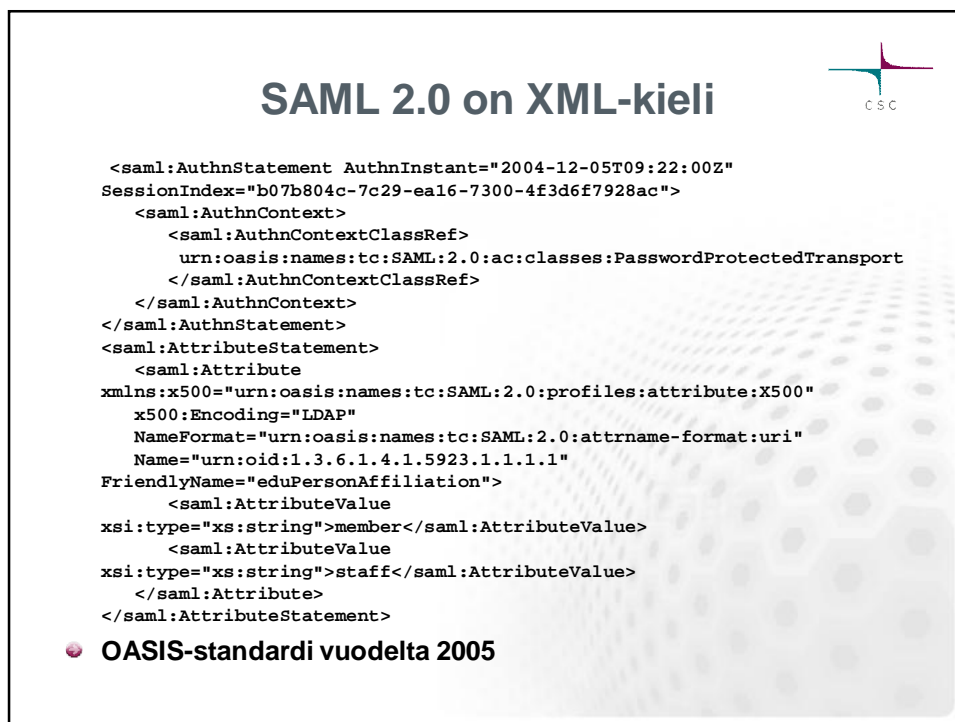 SAML 2.0 on XML-kieli
CSC
<saml:AuthnStatement AuthnInstant="2004-12-05T09:22:00Z"
SessionIndex="b07b804c-7c29-ea16-7300-4f3d6f7928ac">
<saml:AuthnContext>
<saml:AuthnContextClassRef>
urn:oasis:names:tc:SAML:2.0:ac:classes:PasswordProtectedTransport
</saml:AuthnContextClassRef>
</saml:AuthnContext>
</saml:AuthnStatement>
<saml:AttributeStatement>
<saml:Attribute
xmlns:x500="urn:oasis:names:tc:SAML:2.0:profiles:attribute:X500"
x500:Encoding="LDAP"
NameFormat="urn:oasis:names:tc:SAML:2.0:attrname-format:uri"
Name="urn:oid:1.3.6.1.4.1.5923.1.1.1.1"
FriendlyName="eduPersonAffiliation">
<saml:AttributeValue
xsi:type="xs:string">member</saml:AttributeValue>
<saml:AttributeValue
xsi:type="xs:string">staff</saml:AttributeValue>
</saml:Attribute>
</saml:AttributeStatement>
OASIS-standardi vuodelta 2005